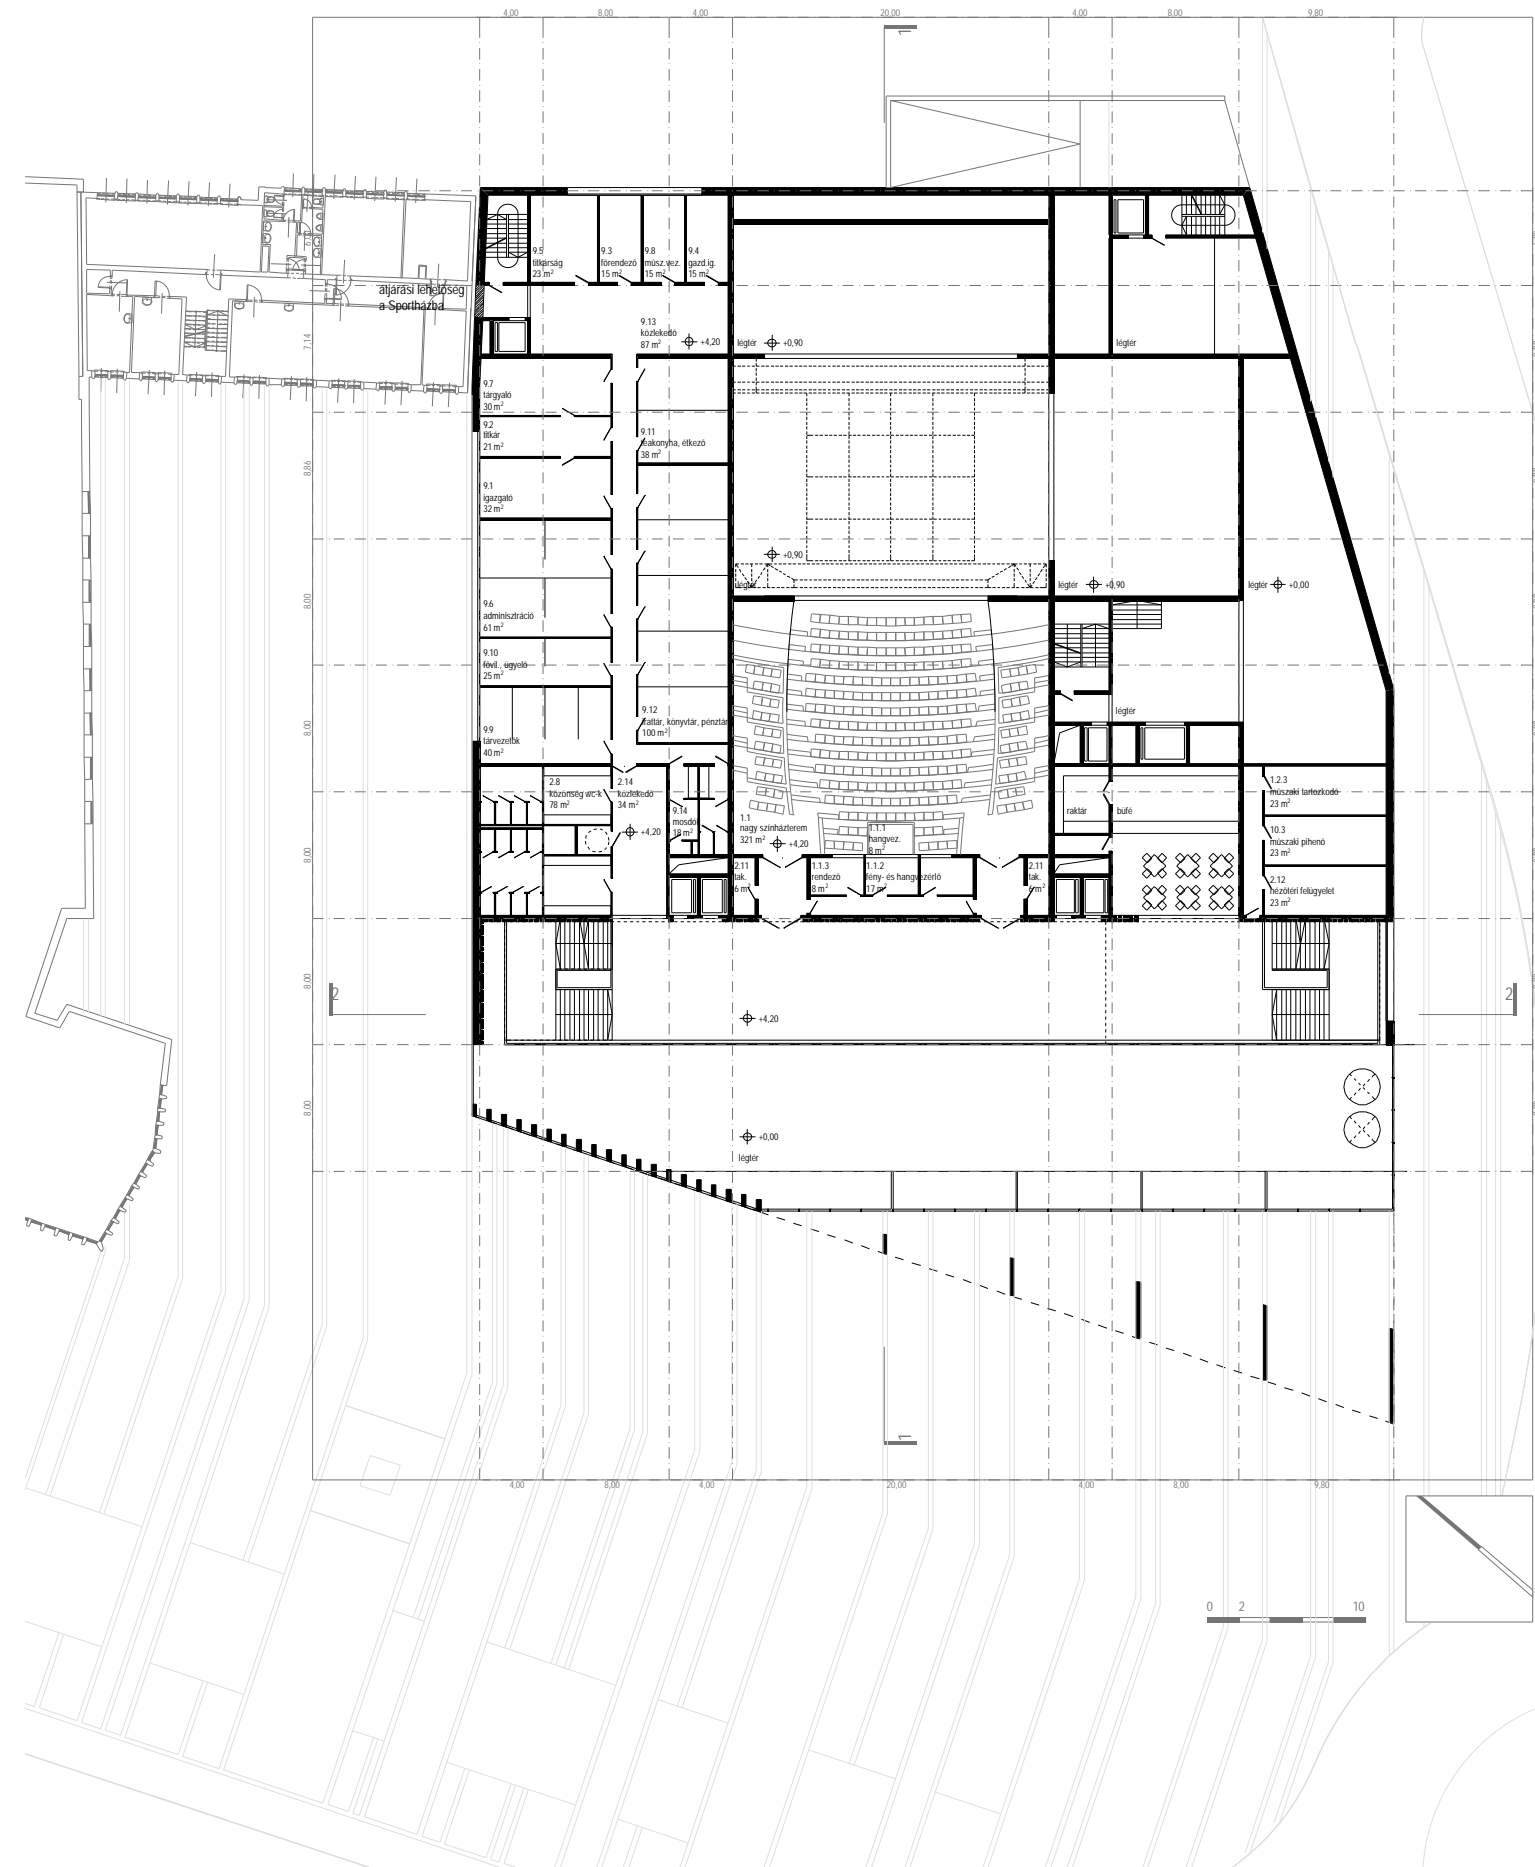 4,00
8,00
4,00
20,00
4,00
8,00
9,80
1
9.5
titkárság
23 m²
9.3
főrendező
15 m²
9.8
műsz.vez.
15 m²
9.4
gazd.ig.
15 m²
átjárási lehetőség
a Sportházba
7,14
9.13
közlekedő
87 m²
+4,20
légtér
+0,90
légtér
9.7
tárgyaló
30 m²
9.2
titkár
21 m²
9.11
teakonyha, étkező
38 m²
8,86
9.1
igazgató
32 m²
+0,90
légtér
légtér
+0,90
légtér
+0,00
8,00
9.6
adminisztráció
61 m²
9.10
fővil., ügyelő
25 m²
9.12
irattár, könyvtár, pénztár
100 m²
légtér
8,00
9.9
tárvezetők
40 m²
2.8
közönség wc-k
78 m²
2.14
közlekedő
34 m²
+4,20
9.14
mosdó
18 m²
1.1
nagy színházterem
321 m²
+4,20
1.1.1
hangvez.
8 m²
raktár
büfé
1.2.3
műszaki tartozkodó
23 m²
10.3
műszaki pihenő
23 m²
2.12
nézőtéri felügyelet
23 m²
8,00
2.11
tak.
6 m²
1.1.3
rendező
8 m²
1.1.2
fény- és hangvezérlő
17 m²
2.11
tak.
6 m²
8,00
2
2
+4,20
8,00
+0,00
légtér
1
4,00
8,00
4,00
20,00
4,00
8,00
9,80
0
2
10